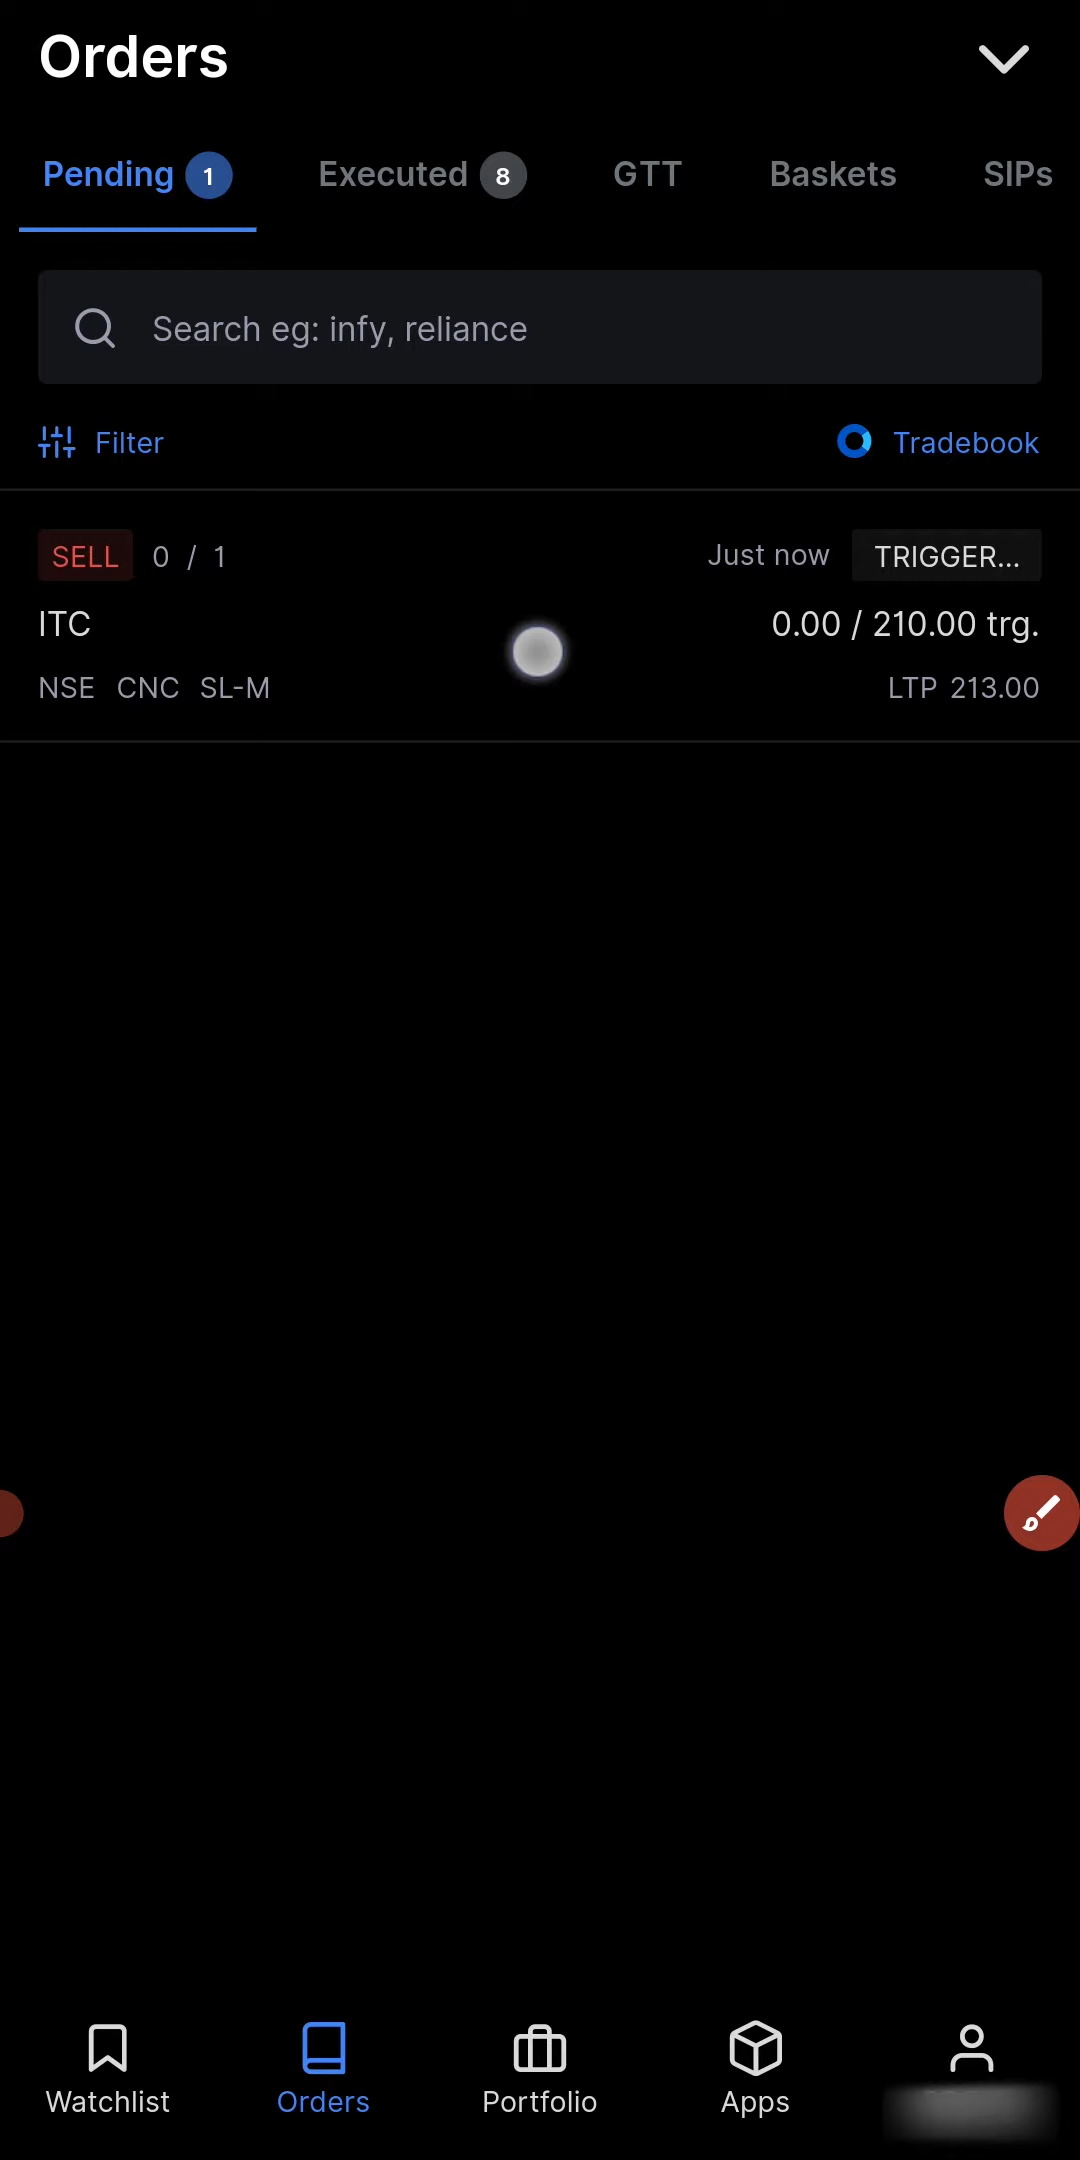 Orders
Pending 1 Executed 8 GTT Baskets SIPs
Search eg: infy, reliance
Filter Tradebook
SELL 0 / 1 Just now TRIGGER...
ITC 0.00 / 210.00 trg.
NSE CNC SL-M LTP 213.00
Watchlist Orders Portfolio Apps